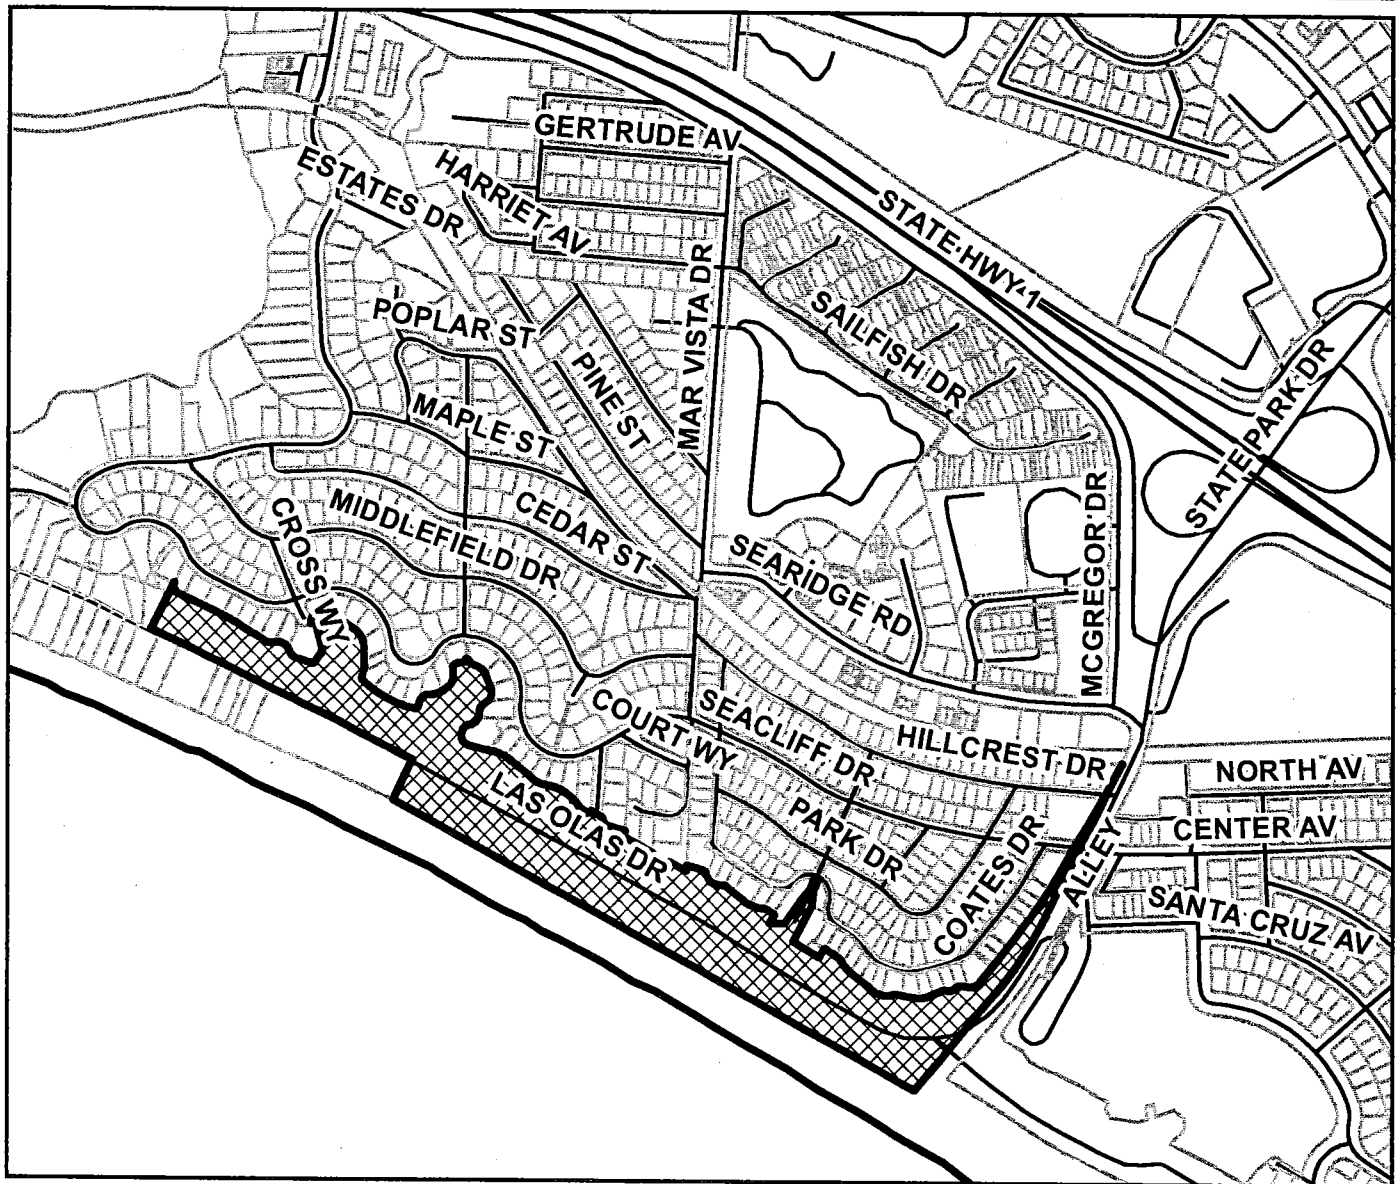 GERTRUDE AV
HARRIET AV
ESTATES DR
STATE HWY 1
MAR VISTA DR
SAILFISH DR
POPLAR ST
PINE ST
STATE PARK DR
MAPLE ST
MCGREGOR DR
CEDAR ST
MIDDLEFIELD DR
CROSS WY
SEARIDGE RD
COURT WY
SEACLIFF DR
HILLCREST DR
NORTH AV
LAS OLAS DR
PARK DR
CENTER AV
COATES DR
ALLEY
SANTA CRUZ AV